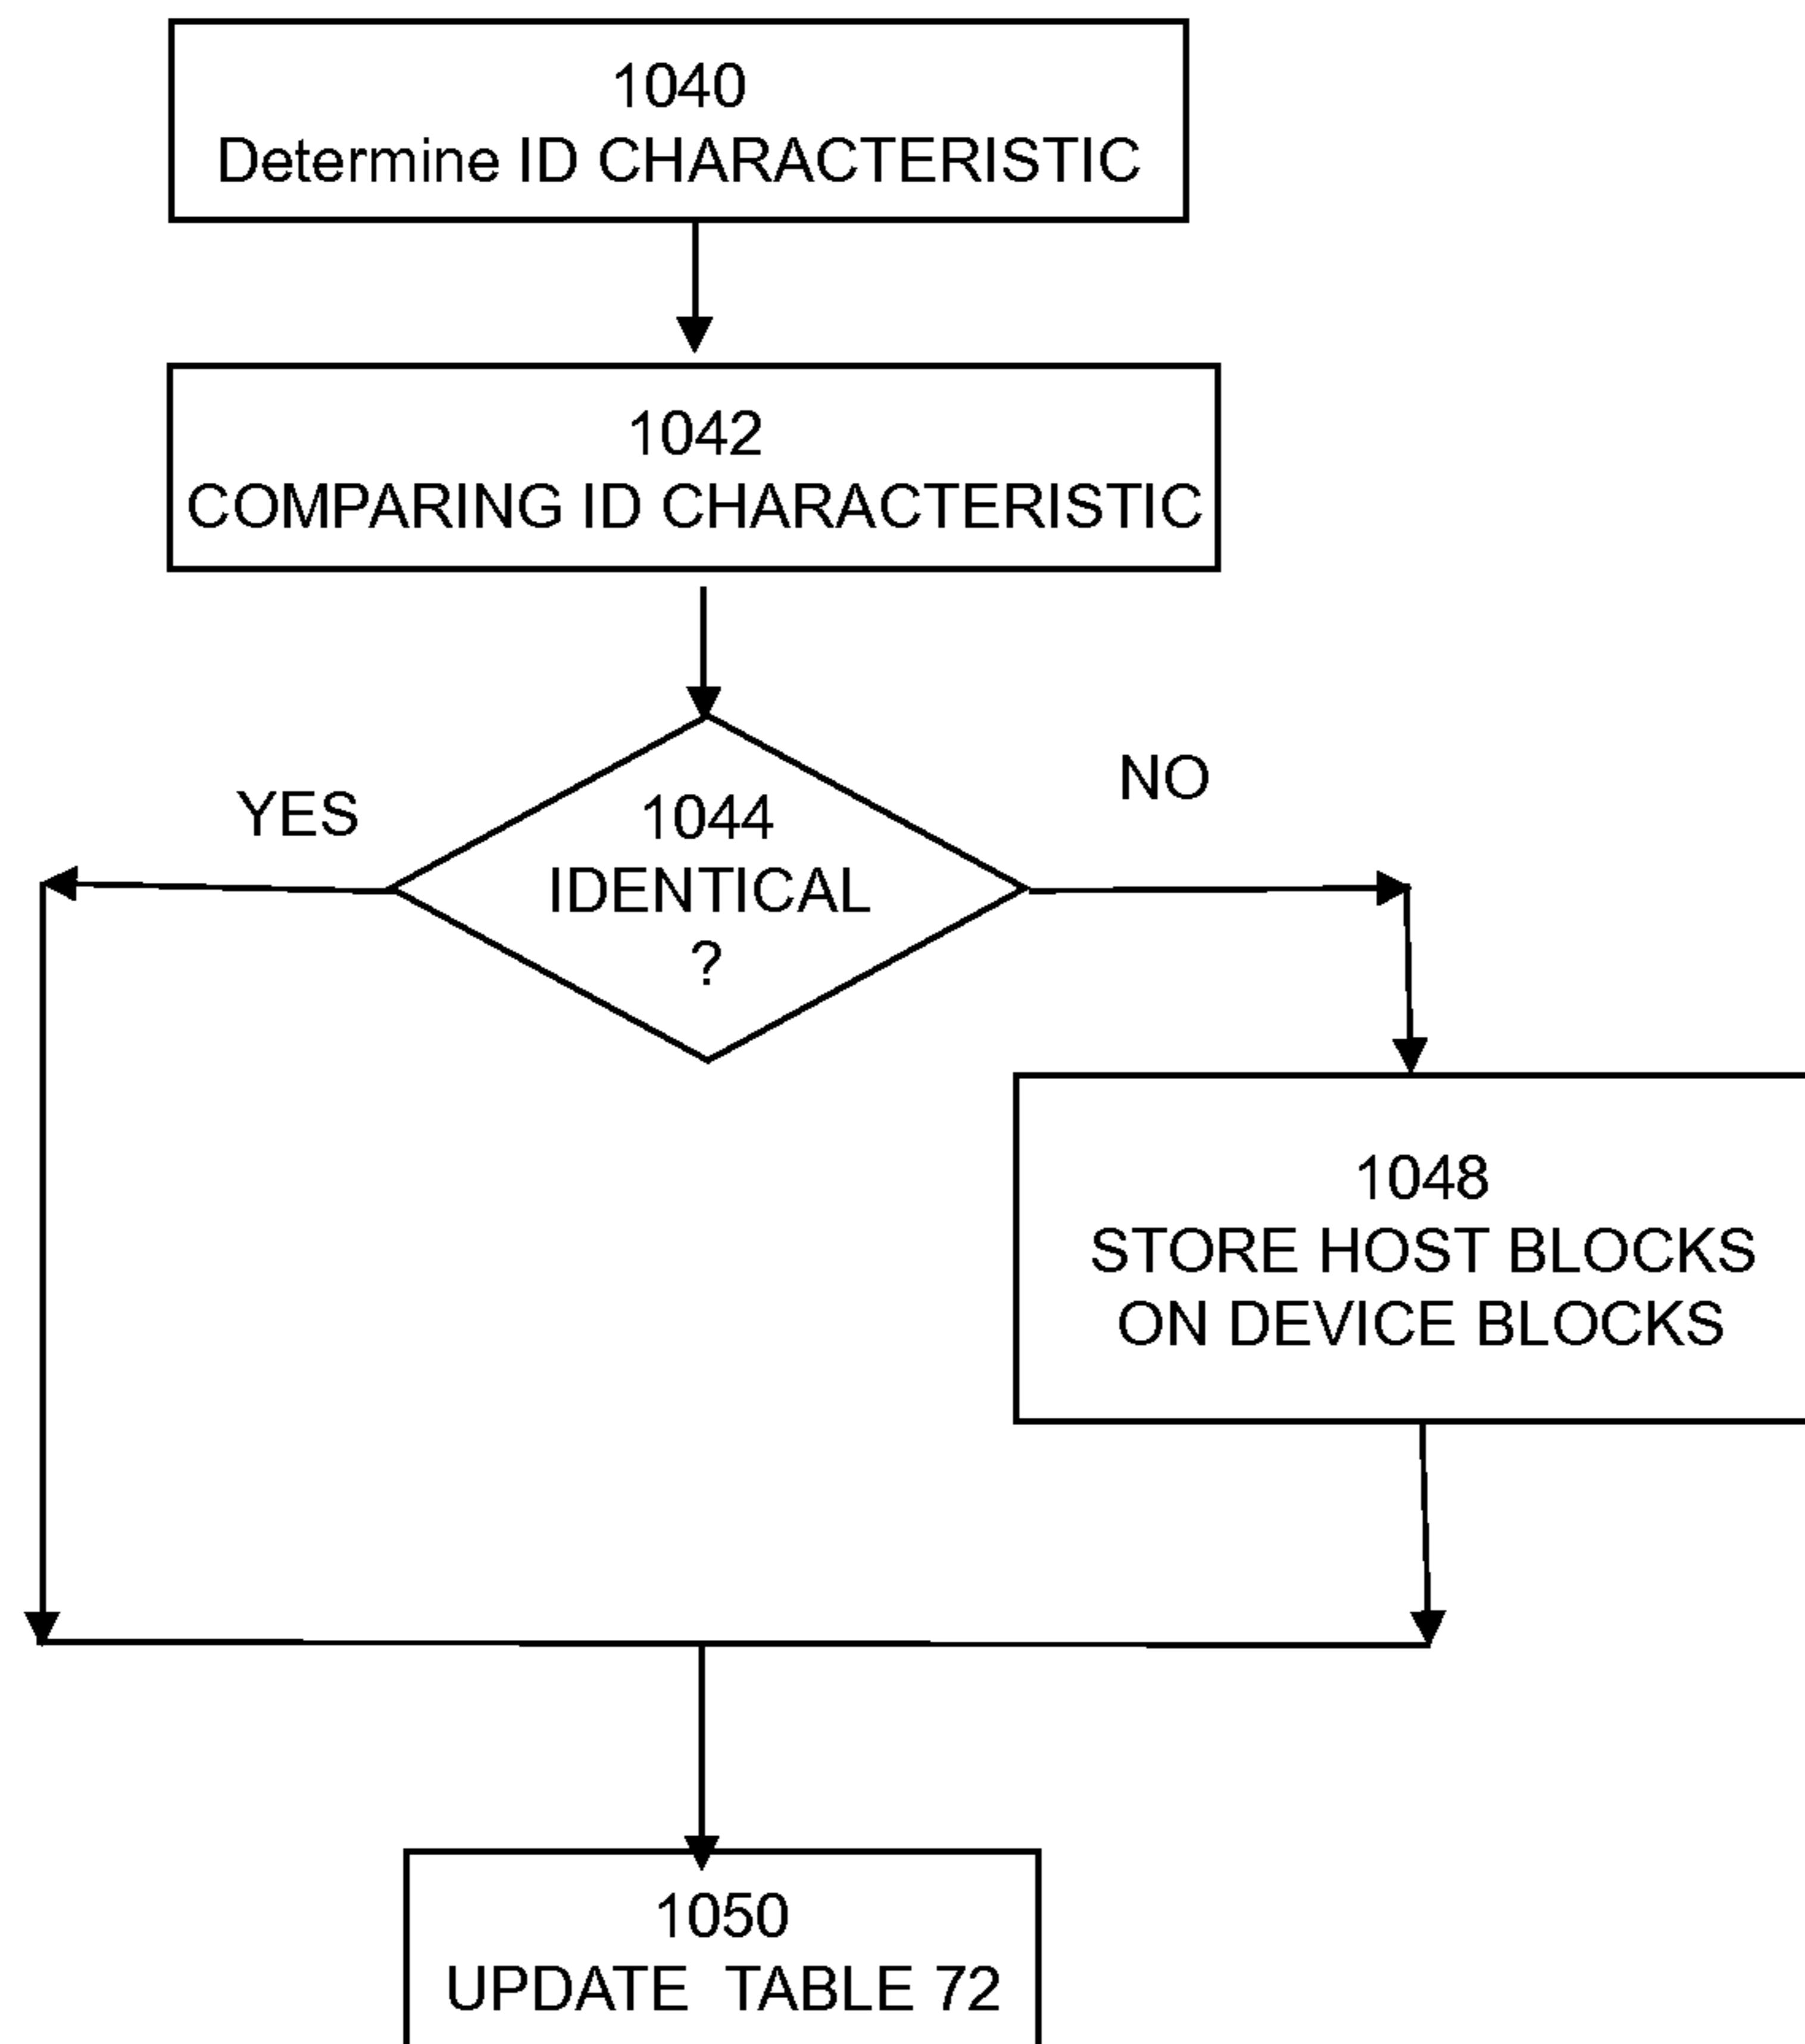 1040
Determine ID CHARACTERISTIC
1042
COMPARING ID CHARACTERISTIC
YES
NO
1044
IDENTICAL
?
1048
STORE HOST BLOCKS
ON DEVICE BLOCKS
1050
UPDATE TABLE 72